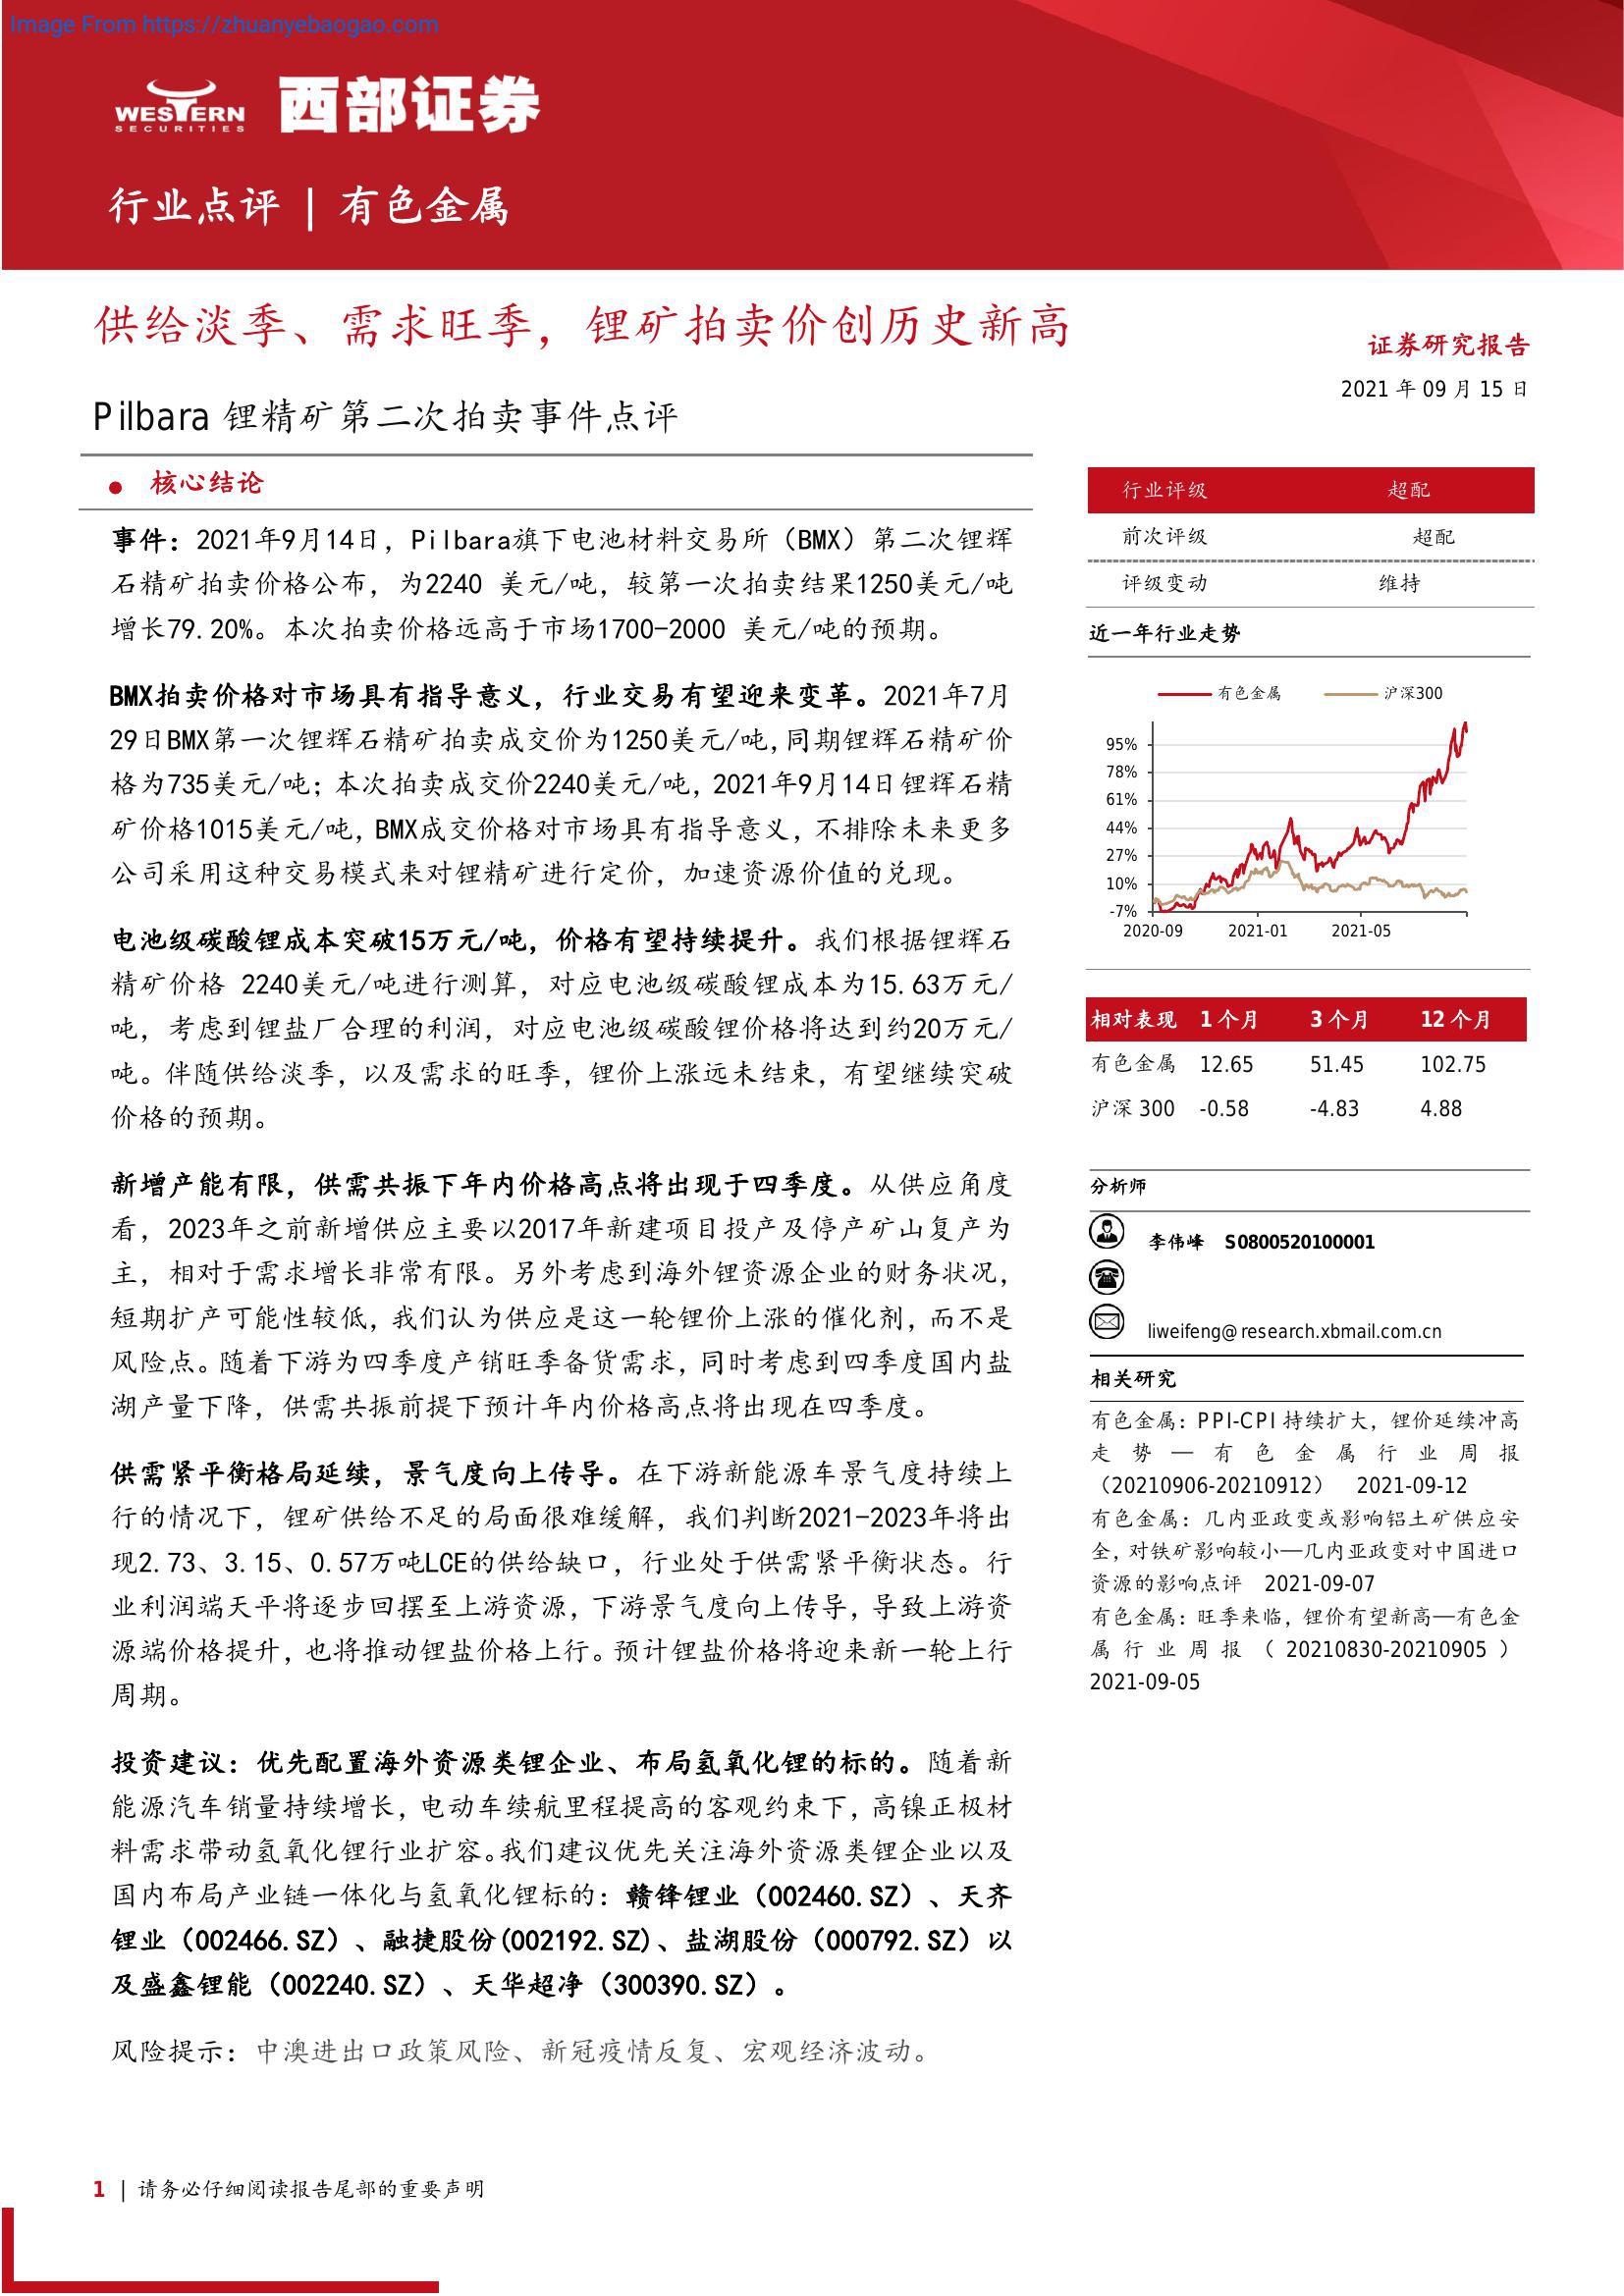 Image From https://zhuanyebaogao.com
WESTERN
SECURITIES
西部证券
行业点评 | 有色金属
供给淡季、需求旺季，锂矿拍卖价创历史新高
Pilbara 锂精矿第二次拍卖事件点评
证券研究报告
2021 年 09 月 15 日
● 核心结论
事件：2021年9月14日，Pilbara旗下电池材料交易所（BMX）第二次锂辉
石精矿拍卖价格公布，为2240 美元/吨，较第一次拍卖结果1250美元/吨
增长79.20%。本次拍卖价格远高于市场1700-2000 美元/吨的预期。
BMX拍卖价格对市场具有指导意义，行业交易有望迎来变革。2021年7月
29日BMX第一次锂辉石精矿拍卖成交价为1250美元/吨，同期锂辉石精矿价
格为735美元/吨；本次拍卖成交价2240美元/吨，2021年9月14日锂辉石精
矿价格1015美元/吨，BMX成交价格对市场具有指导意义，不排除未来更多
公司采用这种交易模式来对锂精矿进行定价，加速资源价值的兑现。
电池级碳酸锂成本突破15万元/吨，价格有望持续提升。我们根据锂辉石
精矿价格 2240美元/吨进行测算，对应电池级碳酸锂成本为15.63万元/
吨，考虑到锂盐厂合理的利润，对应电池级碳酸锂价格将达到约20万元/
吨。伴随供给淡季，以及需求的旺季，锂价上涨远未结束，有望继续突破
价格的预期。
新增产能有限，供需共振下年内价格高点将出现于四季度。从供应角度
看，2023年之前新增供应主要以2017年新建项目投产及停产矿山复产为
主，相对于需求增长非常有限。另外考虑到海外锂资源企业的财务状况，
短期扩产可能性较低，我们认为供应是这一轮锂价上涨的催化剂，而不是
风险点。随着下游为四季度产销旺季备货需求，同时考虑到四季度国内盐
湖产量下降，供需共振前提下预计年内价格高点将出现在四季度。
供需紧平衡格局延续，景气度向上传导。在下游新能源车景气度持续上
行的情况下，锂矿供给不足的局面很难缓解，我们判断2021-2023年将出
现2.73、3.15、0.57万吨LCE的供给缺口，行业处于供需紧平衡状态。行
业利润端天平将逐步回摆至上游资源，下游景气度向上传导，导致上游资
源端价格提升，也将推动锂盐价格上行。预计锂盐价格将迎来新一轮上行
周期。
投资建议：优先配置海外资源类锂企业、布局氢氧化锂的标的。随着新
能源汽车销量持续增长，电动车续航里程提高的客观约束下，高镍正极材
料需求带动氢氧化锂行业扩容。我们建议优先关注海外资源类锂企业以及
国内布局产业链一体化与氢氧化锂标的：赣锋锂业（002460.SZ）、天齐
锂业（002466.SZ）、融捷股份(002192.SZ)、盐湖股份（000792.SZ）以
及盛鑫锂能（002240.SZ）、天华超净（300390.SZ）。
风险提示：中澳进出口政策风险、新冠疫情反复、宏观经济波动。
行业评级 超配
前次评级 超配
评级变动 维持
近一年行业走势
有色金属 沪深300
95%
78%
61%
44%
27%
10%
-7%
2020-09 2021-01 2021-05
相对表现 1 个月 3 个月 12 个月
有色金属 12.65 51.45 102.75
沪深 300 -0.58 -4.83 4.88
分析师
李伟峰 S0800520100001
liweifeng@research.xbmail.com.cn
相关研究
有色金属：PPI-CPI 持续扩大，锂价延续冲高
走势—有色金属行业周报
（20210906-20210912） 2021-09-12
有色金属：几内亚政变或影响铝土矿供应安
全，对铁矿影响较小—几内亚政变对中国进口
资源的影响点评 2021-09-07
有色金属：旺季来临，锂价有望新高—有色金
属行业周报（20210830-20210905）
2021-09-05
1 | 请务必仔细阅读报告尾部的重要声明